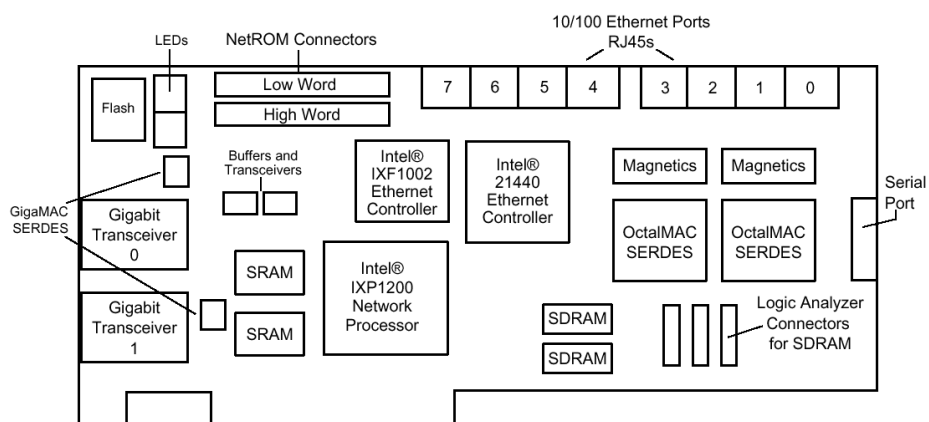 10/100 Ethernet Ports
RJ45s
LEDs
NetROM Connectors
Flash
Low Word
High Word
7
6
5
4
3
2
1
0
Buffers and
Transceivers
Intel®
IXF1002
Ethernet
Controller
Intel®
21440
Ethernet
Controller
Magnetics
Magnetics
Serial
Port
GigaMAC
SERDES
Gigabit
Transceiver
0
OctalMAC
SERDES
OctalMAC
SERDES
SRAM
Intel®
IXP1200
Network
Processor
Gigabit
Transceiver
1
SRAM
SDRAM
SDRAM
Logic Analyzer
Connectors
for SDRAM